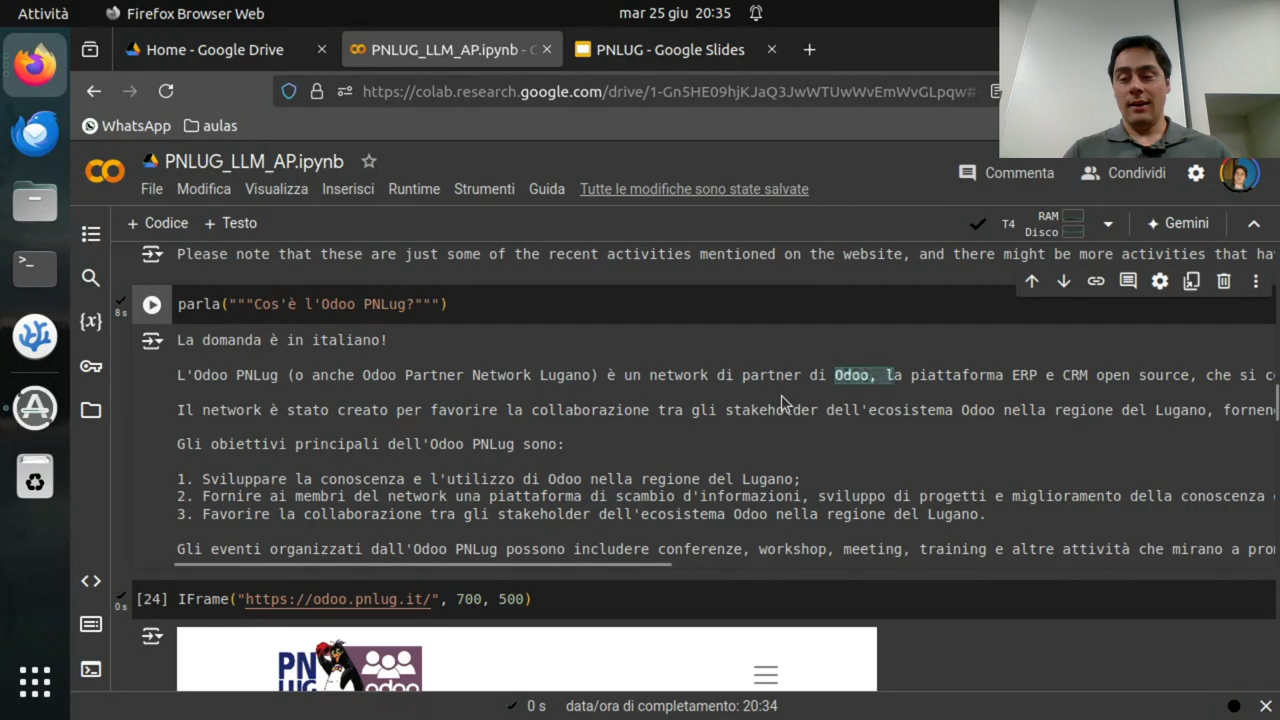 Attività
Firefox Browser Web
mar 25 giu 20:35
Home - Google Drive
PNLUG_LLM_AP.ipynb - C
PNLUG - Google Slides
https://colab.research.google.com/drive/1-Gn5HE09hjKJaQ3JwWTUwWvEmWvGLpqw#
WhatsApp
aulas
PNLUG_LLM_AP.ipynb
Commenta
Condividi
File Modifica Visualizza Inserisci Runtime Strumenti Guida Tutte le modifiche sono state salvate
+ Codice + Testo
T4
RAM
Disco
Gemini
Please note that these are just some of the recent activities mentioned on the website, and there might be more activities that ha
8s
parla("""Cos'è l'Odoo PNLug?""")
La domanda è in italiano!
L'Odoo PNLug (o anche Odoo Partner Network Lugano) è un network di partner di Odoo, la piattaforma ERP e CRM open source, che si c
Il network è stato creato per favorire la collaborazione tra gli stakeholder dell'ecosistema Odoo nella regione del Lugano, fornen
Gli obiettivi principali dell'Odoo PNLug sono:
1. Sviluppare la conoscenza e l'utilizzo di Odoo nella regione del Lugano;
2. Fornire ai membri del network una piattaforma di scambio d'informazioni, sviluppo di progetti e miglioramento della conoscenza
3. Favorire la collaborazione tra gli stakeholder dell'ecosistema Odoo nella regione del Lugano.
Gli eventi organizzati dall'Odoo PNLug possono includere conferenze, workshop, meeting, training e altre attività che mirano a pro
0s
[24] IFrame("https://odoo.pnlug.it/", 700, 500)
PN
LUG
odoo
0 s data/ora di completamento: 20:34